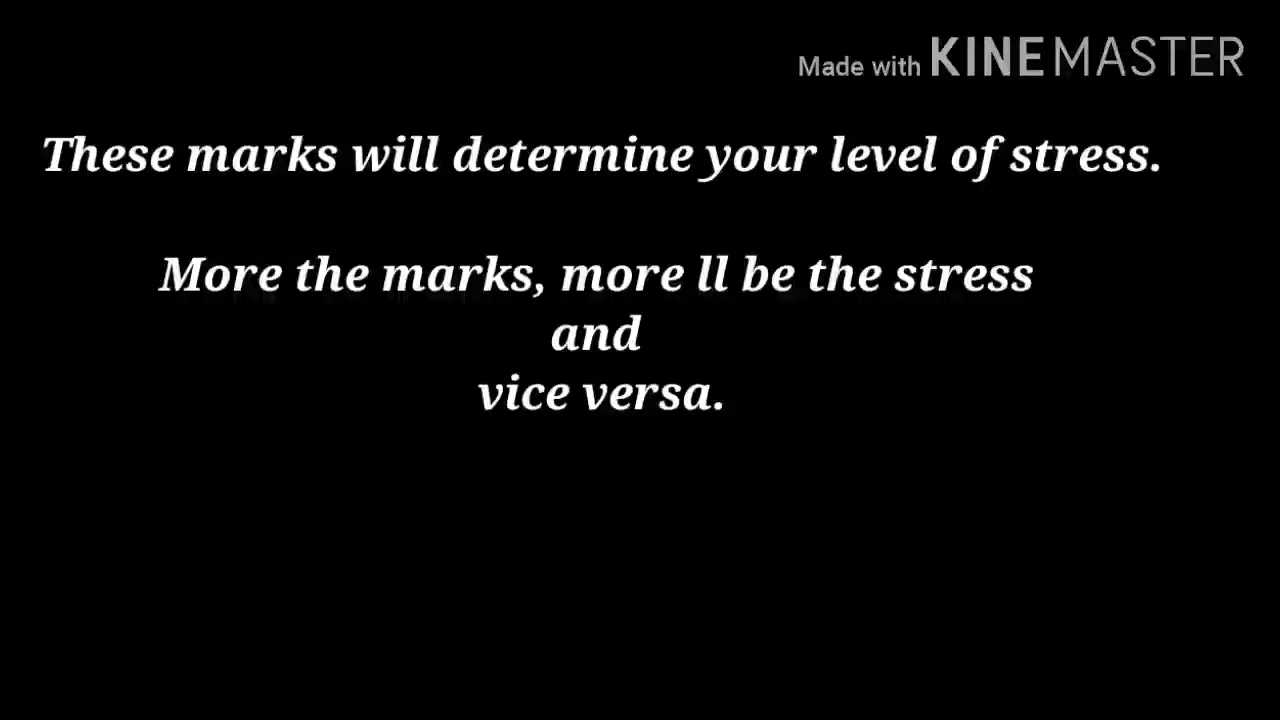 Made with KINEMASTER
These marks will determine your level of stress.
More the marks, more ll be the stress
and
vice versa.